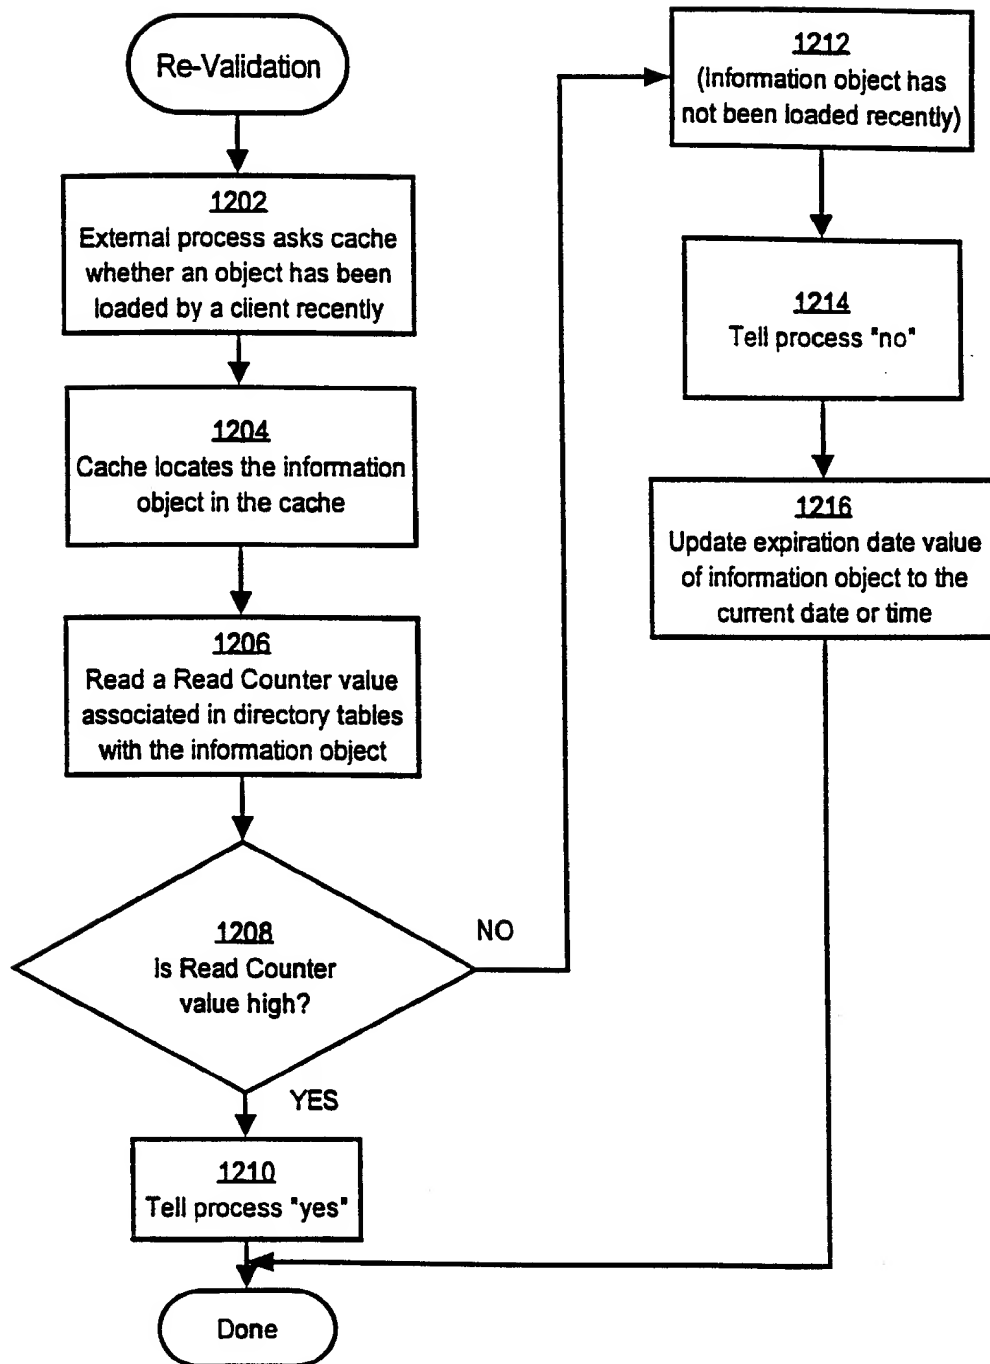 Re-Validation
1202
External process asks cache
whether an object has been
loaded by a client recently
1204
Cache locates the information
object in the cache
1206
Read a Read Counter value
associated in directory tables
with the information object
1208
Is Read Counter
value high?
NO
YES
1210
Tell process "yes"
Done
1212
(Information object has
not been loaded recently)
1214
Tell process "no"
1216
Update expiration date value
of information object to the
current date or time